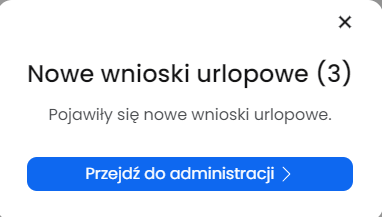 Nowe wnioski urlopowe (3)
Pojawiły się nowe wnioski urlopowe.
Przejdź do administracji